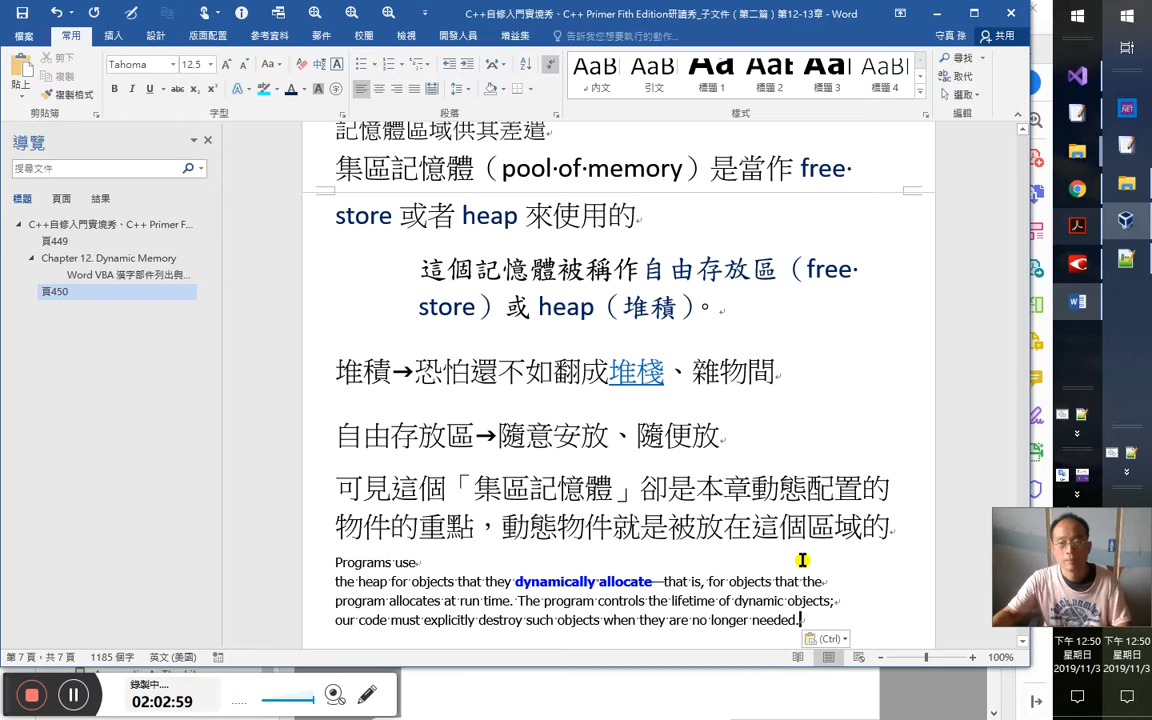 C++自修入門實境秀、C++ Primer Fith Edition研讀秀_子文件（第二篇）第12-13章 - Word
檔案 常用 插入 設計 版面配置 參考資料 郵件 校閱 檢視 開發人員 增益集 告訴我您想要執行的動作... 守真 孫 共用
貼上 剪下 複製 複製格式
Tahoma 12.5
AaBb AaBb AaB AaBb AaBb AaBbC
內文 引文 標題 1 標題 2 標題 3 標題 4
尋找 取代 選取
剪貼簿 字型 段落 樣式 編輯
導覽
搜尋文件
標題 頁面 結果
C++自修入門實境秀、C++ Primer F...
頁449
Chapter 12. Dynamic Memory
Word VBA 漢字部件列出與...
頁450
記憶體區域供其差遣
集區記憶體（pool of memory）是當作 free
store 或者 heap 來使用的
這個記憶體被稱作自由存放區（free
store）或 heap（堆積）。
堆積→恐怕還不如翻成堆棧、雜物間
自由存放區→隨意安放、隨便放
可見這個「集區記憶體」卻是本章動態配置的
物件的重點，動態物件就是被放在這個區域的
Programs use
the heap for objects that they dynamically allocate—that is, for objects that the
program allocates at run time. The program controls the lifetime of dynamic objects;
our code must explicitly destroy such objects when they are no longer needed.
(Ctrl)
第 7 頁，共 7 頁 1185 個字 英文 (美國) 100%
錄製中....
02:02:59
下午 12:50 下午 12:50
星期日 星期日
2019/11/3 2019/11/3